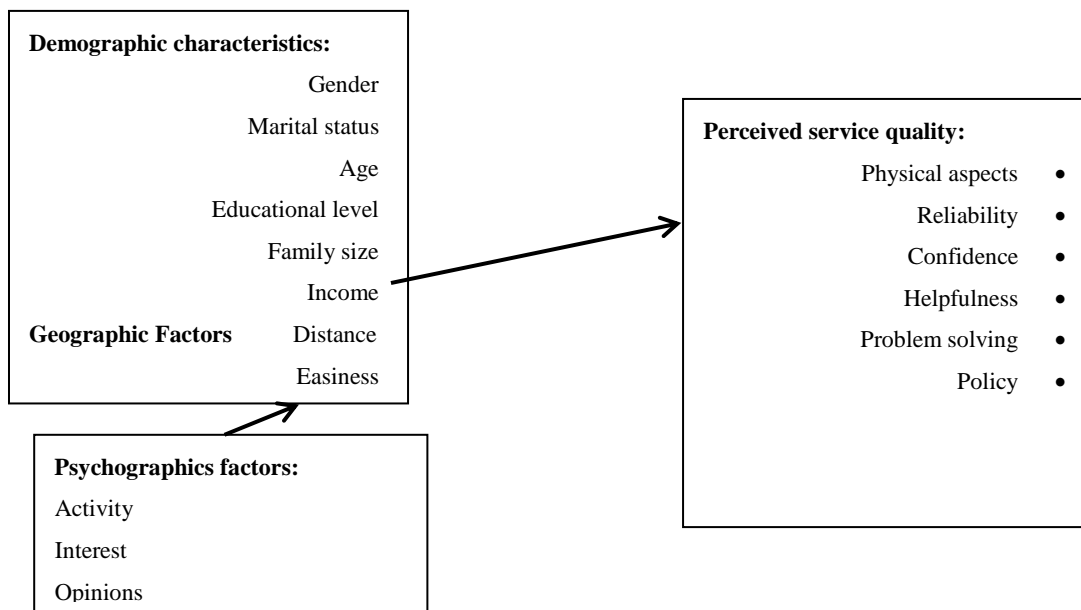 Demographic characteristics:
Gender
Marital status
Age
Educational level
Family size
Income
Geographic Factors Distance
Easiness
Psychographics factors:
Activity
Interest
Opinions
Perceived service quality:
Physical aspects •
Reliability •
Confidence •
Helpfulness •
Problem solving •
Policy •